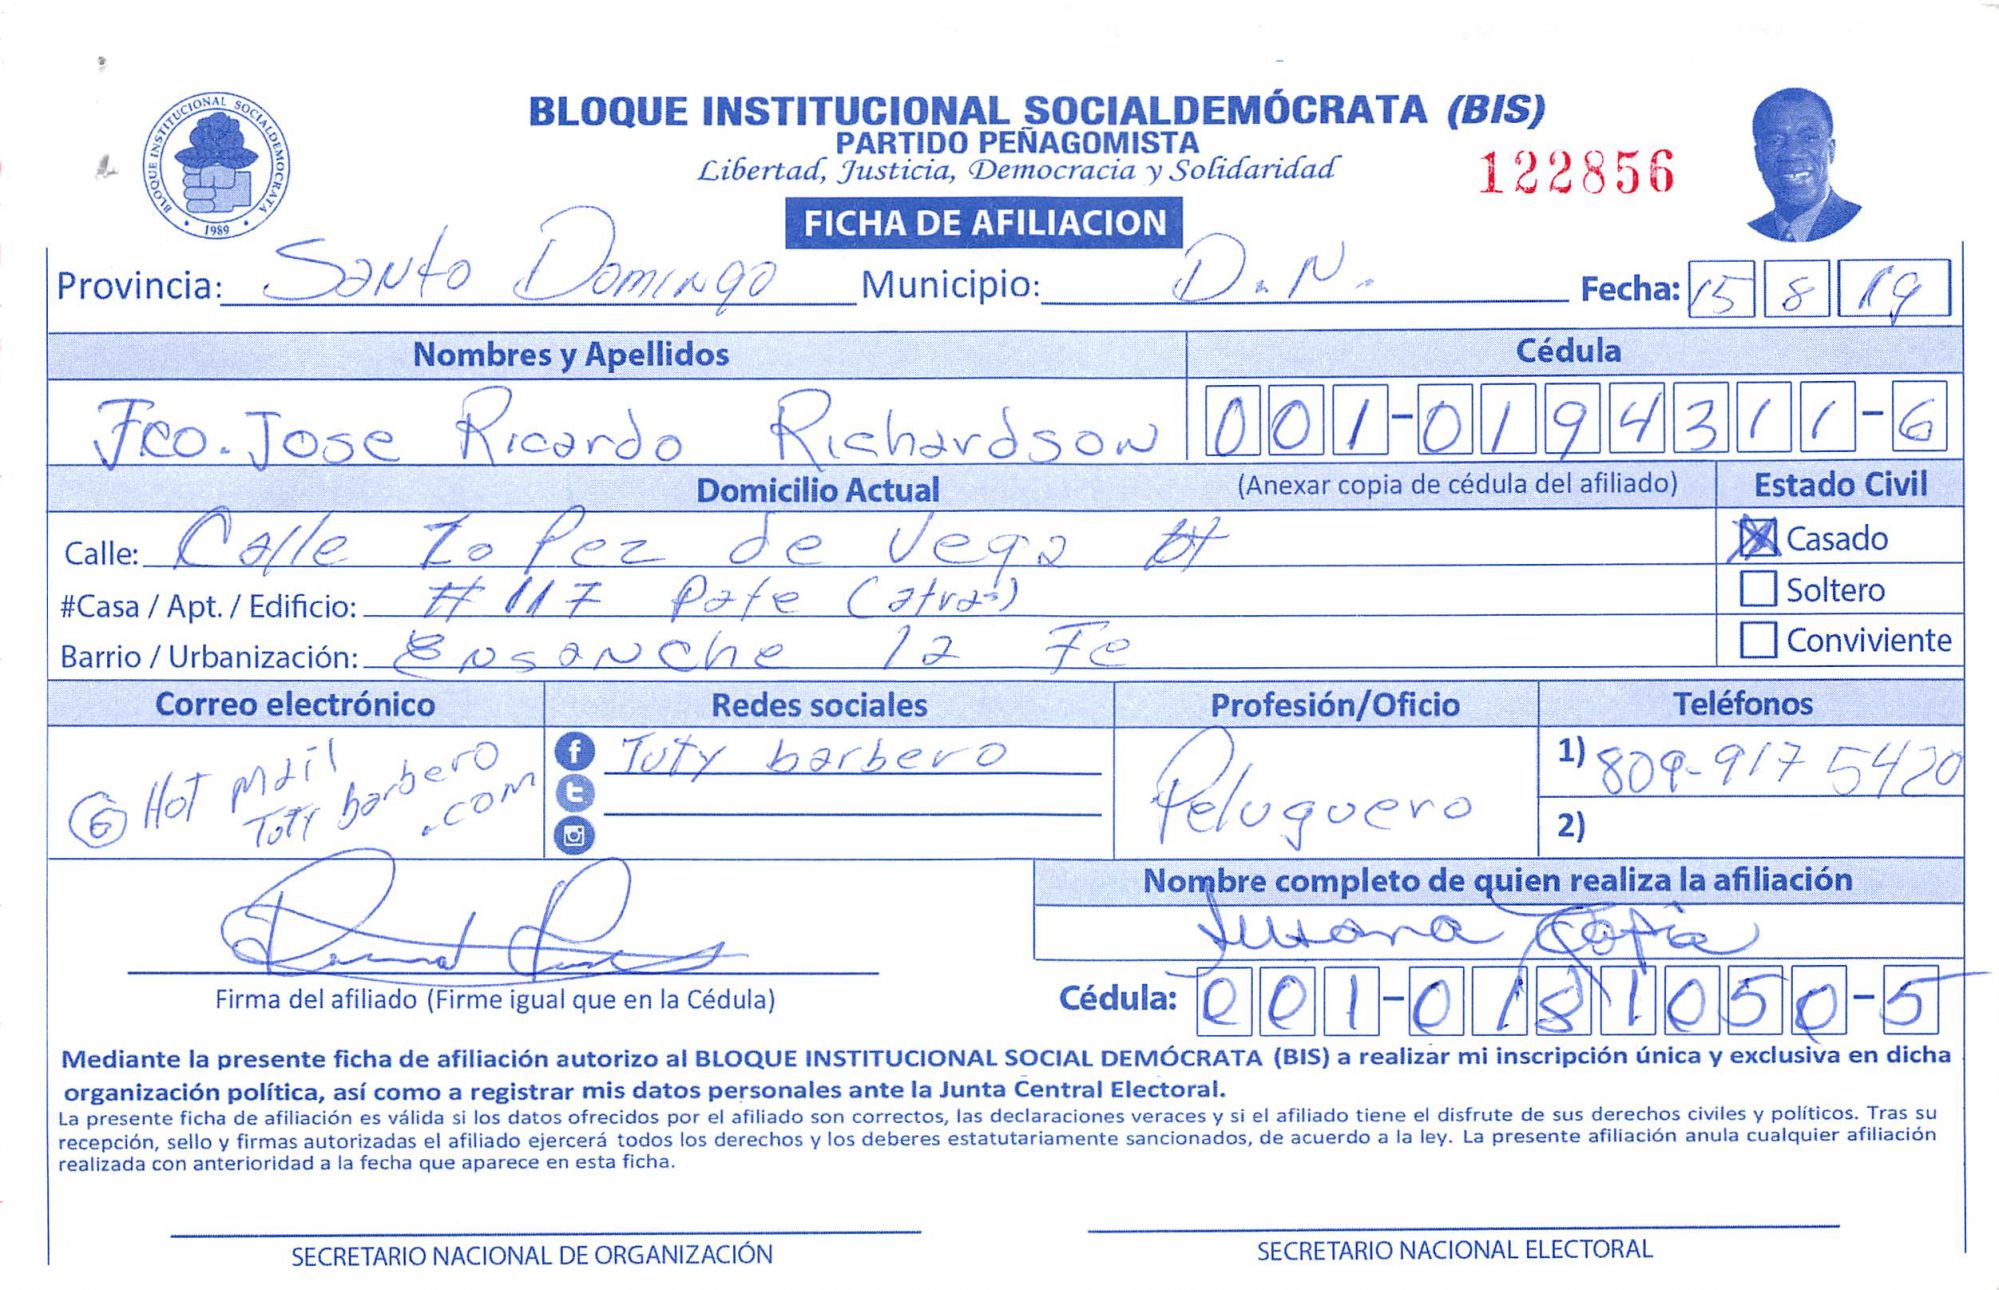 BLOQUE INSTITUCIONAL SOCIALDEMOCRATA
1989
BLOQUE INSTITUCIONAL SOCIALDEMÓCRATA (BIS)
PARTIDO PEÑAGOMISTA
Libertad, Justicia, Democracia y Solidaridad
122856
FICHA DE AFILIACION
Provincia: Santo Domingo Municipio: D.N. Fecha: 15 8 19
Nombres y Apellidos Cédula
Fco. Jose Ricardo Richardson 001-0194311-6
Domicilio Actual (Anexar copia de cédula del afiliado) Estado Civil
Calle: Calle Lopez de Vega Casado
#Casa / Apt. / Edificio: # 117 Pate (atras) Soltero
Barrio / Urbanización: Ensanche la Fe Conviviente
Correo electrónico Redes sociales Profesión/Oficio Teléfonos
Hot mail Tuty barbero Peluguero 1) 809-917 5420
Tuty barbero
.com
2)
Nombre completo de quien realiza la afiliación
Firma del afiliado (Firme igual que en la Cédula) Cédula: 001-0181050-5
Mediante la presente ficha de afiliación autorizo al BLOQUE INSTITUCIONAL SOCIAL DEMÓCRATA (BIS) a realizar mi inscripción única y exclusiva en dicha
organización política, así como a registrar mis datos personales ante la Junta Central Electoral.
La presente ficha de afiliación es válida si los datos ofrecidos por el afiliado son correctos, las declaraciones veraces y si el afiliado tiene el disfrute de sus derechos civiles y políticos. Tras su
recepción, sello y firmas autorizadas el afiliado ejercerá todos los derechos y los deberes estatutariamente sancionados, de acuerdo a la ley. La presente afiliación anula cualquier afiliación
realizada con anterioridad a la fecha que aparece en esta ficha.
SECRETARIO NACIONAL DE ORGANIZACIÓN SECRETARIO NACIONAL ELECTORAL